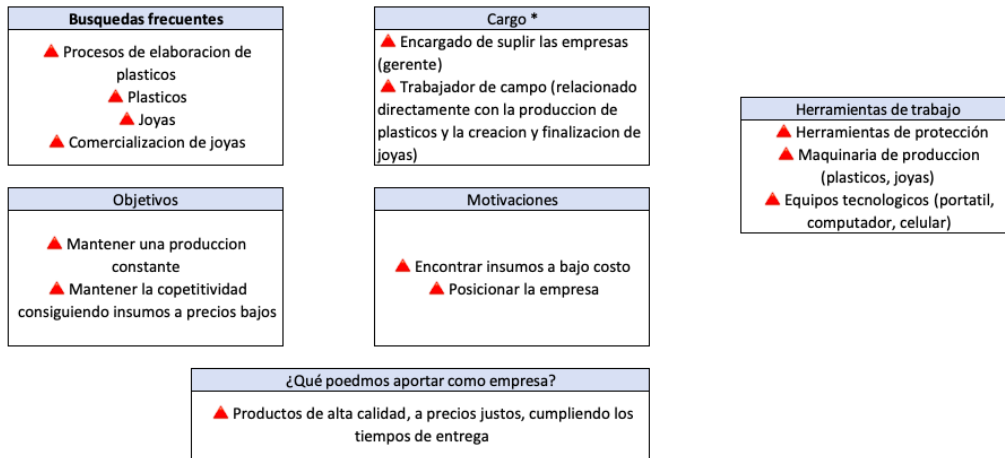 Busquedas frecuentes
Procesos de elaboracion de
plasticos
Plasticos
Joyas
Comercializacion de joyas
Cargo *
Encargado de suplir las empresas
(gerente)
Trabajador de campo (relacionado
directamente con la produccion de
plasticos y la creacion y finalizacion de
joyas)
Herramientas de trabajo
Herramientas de protección
Maquinaria de produccion
(plasticos, joyas)
Equipos tecnologicos (portatil,
computador, celular)
Objetivos
Mantener una produccion
constante
Mantener la copetitividad
consiguiendo insumos a precios bajos
Motivaciones
Encontrar insumos a bajo costo
Posicionar la empresa
¿Qué poedmos aportar como empresa?
Productos de alta calidad, a precios justos, cumpliendo los
tiempos de entrega